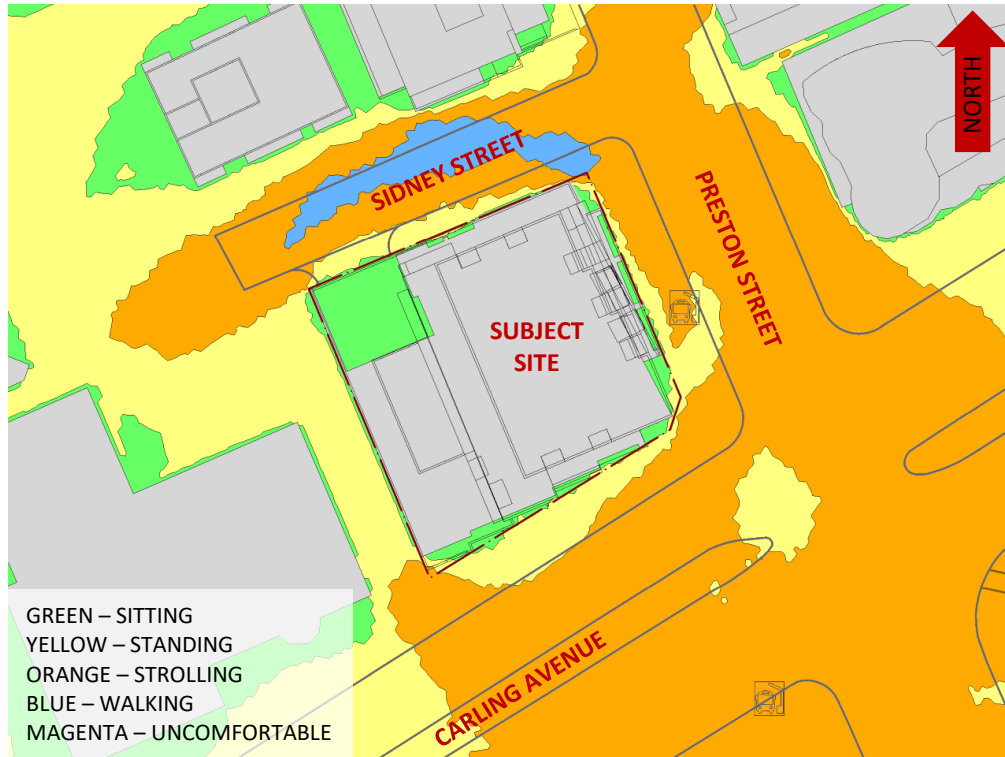 NORTH
SIDNEY STREET
PRESTON STREET
SUBJECT
SITE
CARLING AVENUE
GREEN – SITTING
YELLOW – STANDING
ORANGE – STROLLING
BLUE – WALKING
MAGENTA – UNCOMFORTABLE